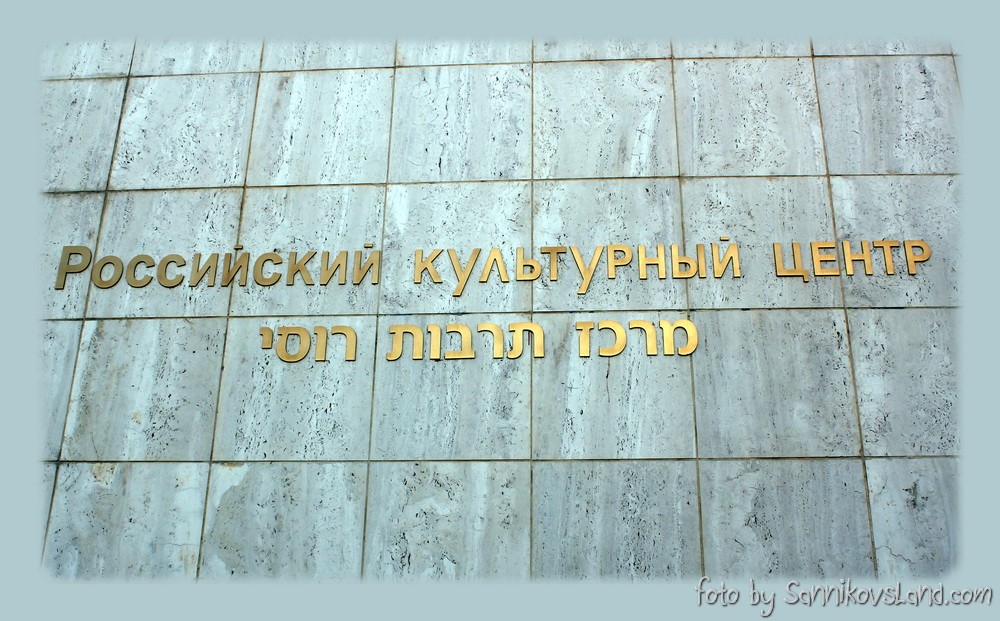 Российский культурный центр
מרכז תרבות רוסי
foto by SannikovsLand.com